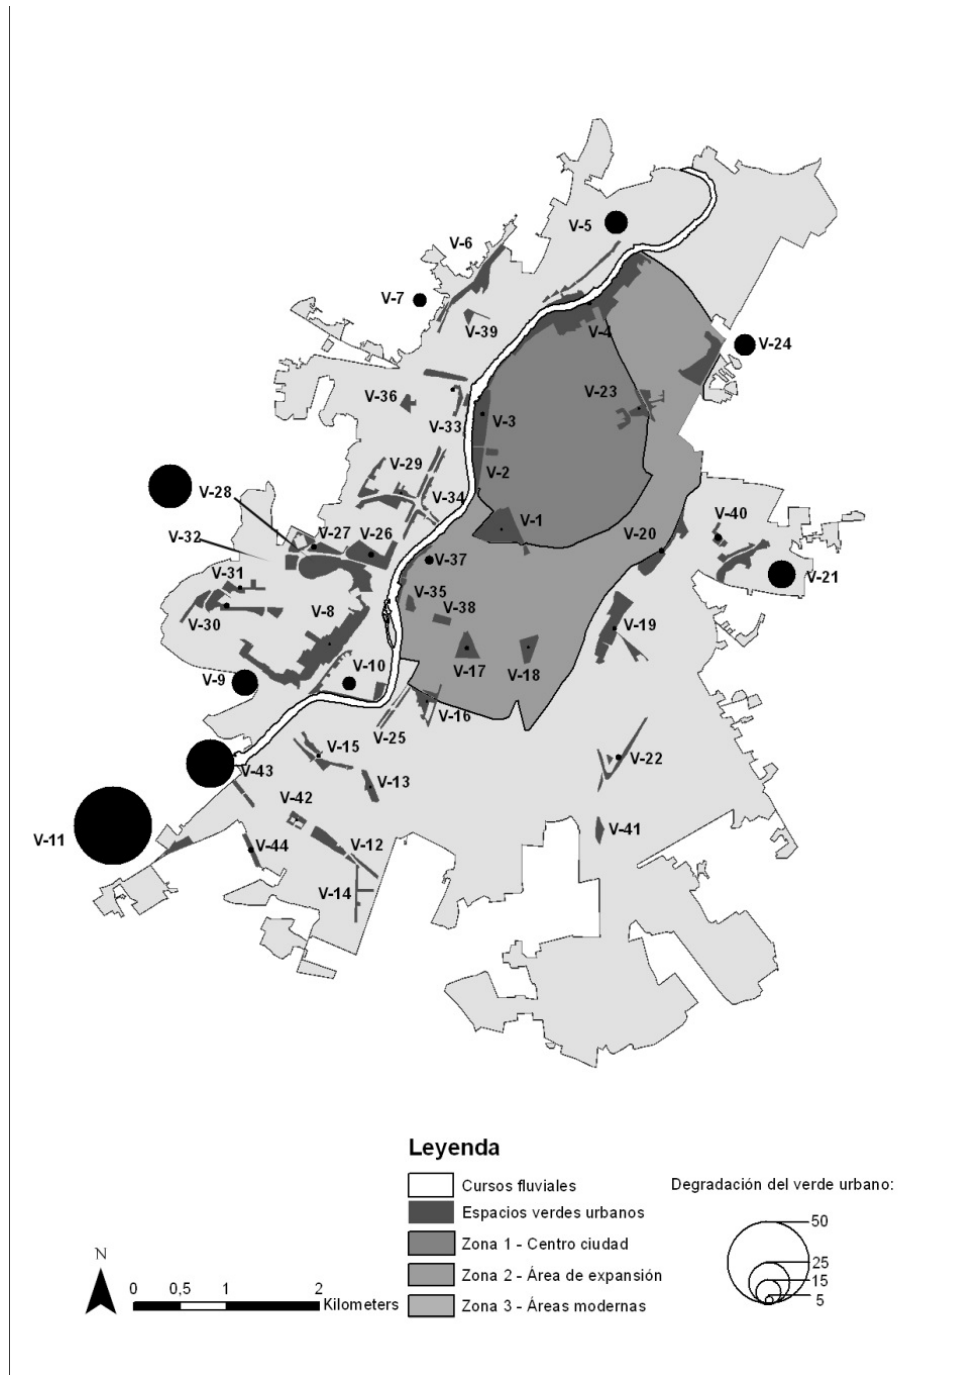 V-5
V-6
V-7
V-39
V-4
V-24
V-36
V-23
V-33
V-3
V-29
V-2
V-28
V-34
V-1
V-40
V-32
V-27
V-26
V-20
V-37
V-31
V-21
V-35
V-30
V-8
V-38
V-19
V-10
V-17
V-18
V-9
V-16
V-25
V-15
V-22
V-43
V-13
V-42
V-41
V-11
V-44
V-12
V-14
Leyenda
Cursos fluviales
Espacios verdes urbanos
Zona 1 - Centro ciudad
Zona 2 - Área de expansión
Zona 3 - Áreas modernas
Degradación del verde urbano:
50
25
15
5
N
0 0,5 1 2
Kilometers